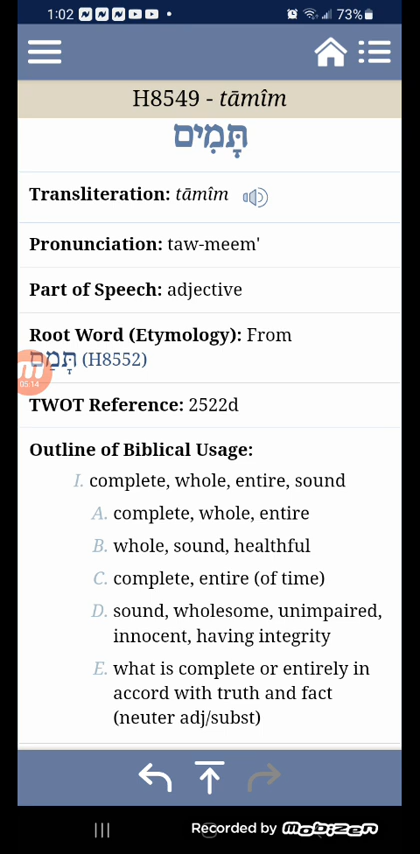 1:02
73%
H8549 - tāmîm
תָּמִים
Transliteration: tāmîm
Pronunciation: taw-meem'
Part of Speech: adjective
Root Word (Etymology): From
תָּמַם (H8552)
05:14
TWOT Reference: 2522d
Outline of Biblical Usage:
I. complete, whole, entire, sound
A. complete, whole, entire
B. whole, sound, healthful
C. complete, entire (of time)
D. sound, wholesome, unimpaired,
innocent, having integrity
E. what is complete or entirely in
accord with truth and fact
(neuter adj/subst)
Recorded by mobizen